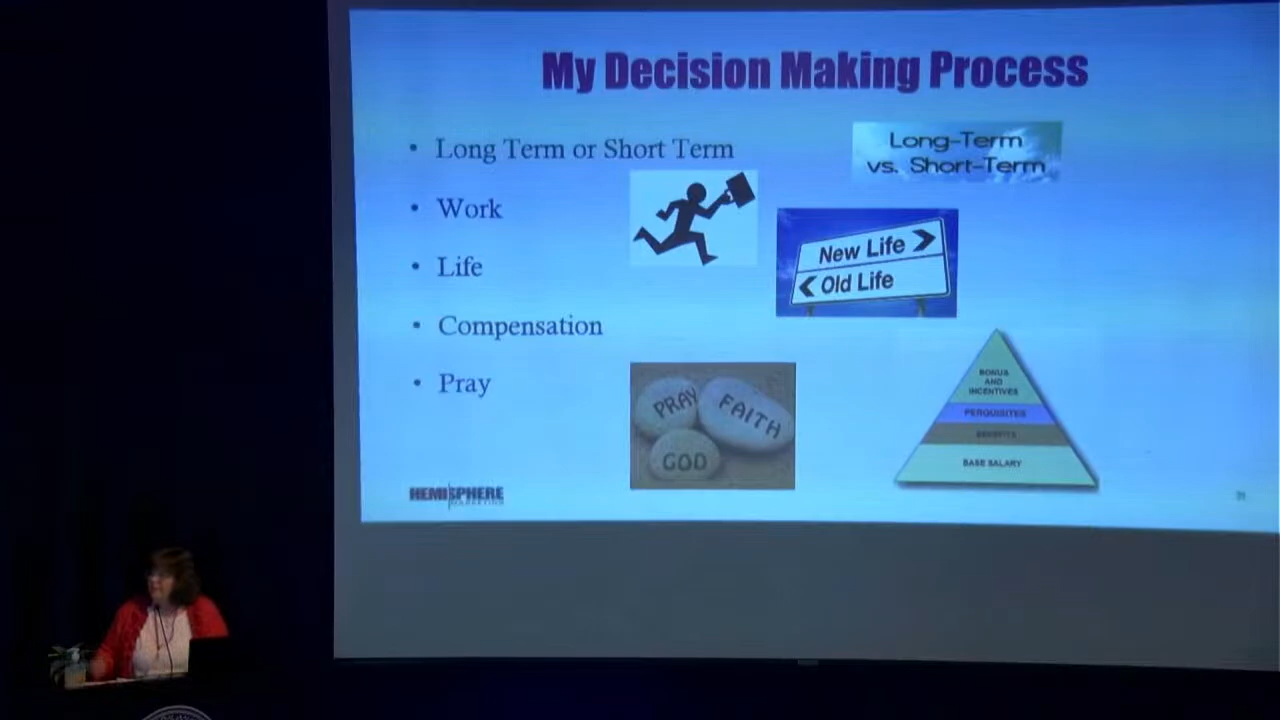 My Decision Making Process
• Long Term or Short Term
Long-Term
vs. Short-Term
• Work
New Life
Old Life
• Life
• Compensation
• Pray
PRAY
FAITH
GOD
BONUS
AND
INCENTIVES
PERQUISITES
BENEFITS
BASE SALARY
HEMISPHERE
MARKETING